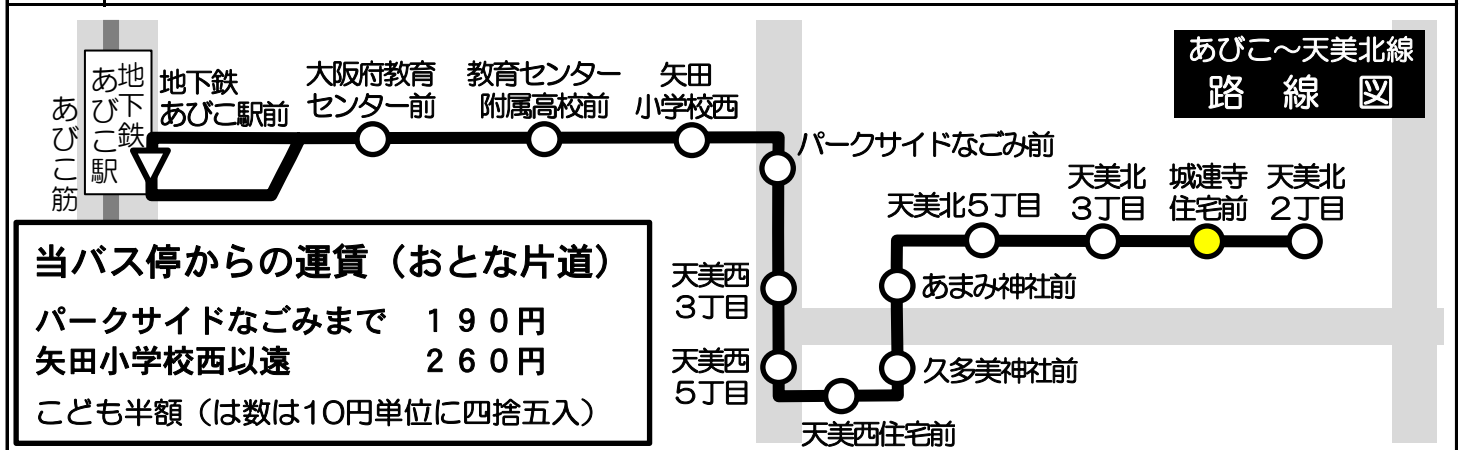 あびこ～天美北線
路線図
あびこ筋
地下鉄
あびこ駅
地下鉄
あびこ駅前
大阪府教育
センター前
教育センター
附属高校前
矢田
小学校西
パークサイドなごみ前
天美西
3丁目
天美西
5丁目
天美西住宅前
久多美神社前
あまみ神社前
天美北5丁目
天美北
3丁目
城連寺
住宅前
天美北
2丁目
当バス停からの運賃（おとな片道）
パークサイドなごみまで　190円
矢田小学校西以遠　260円
こども半額（は数は10円単位に四捨五入）